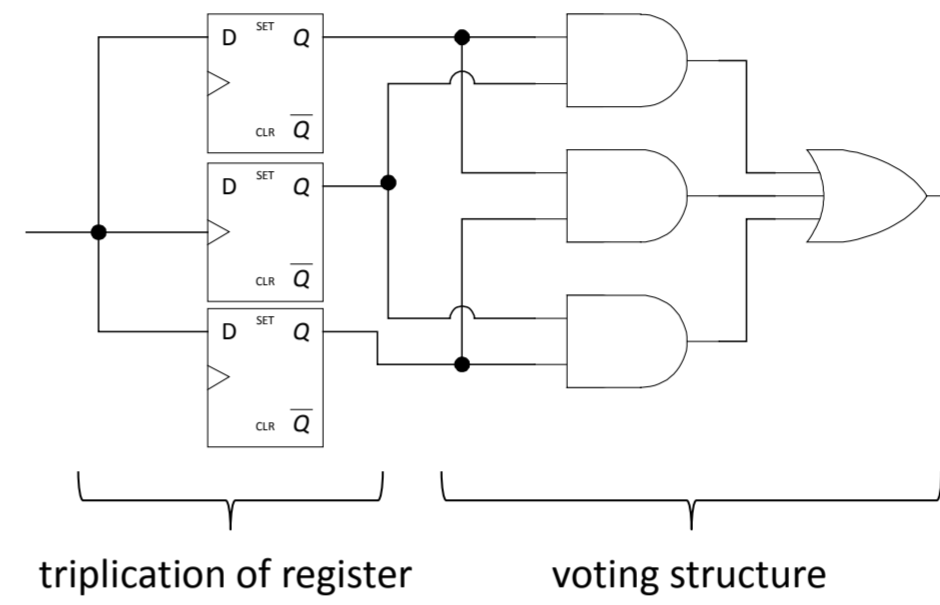 SET
D Q
CLR Q
SET
D Q
CLR Q
SET
D Q
CLR Q
triplication of register
voting structure